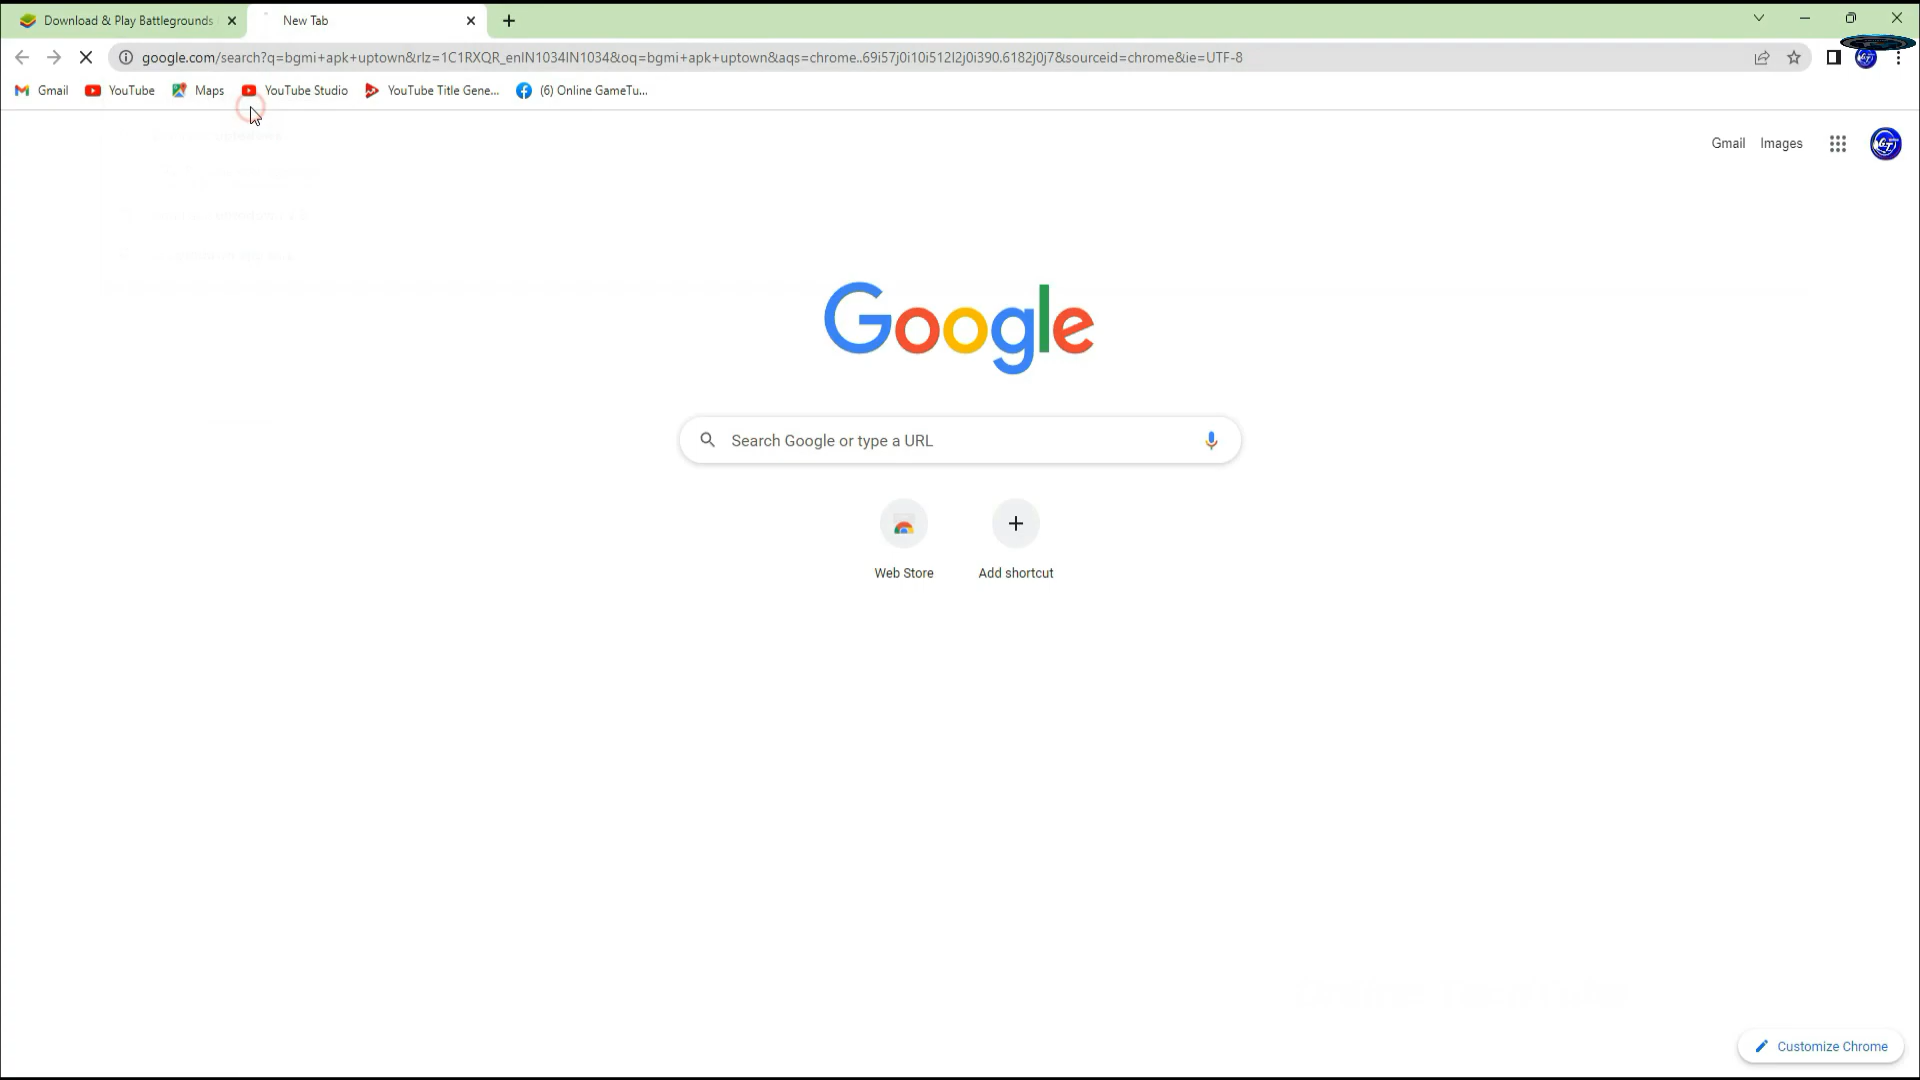 Download & Play Battlegrounds
New Tab
google.com/search?q=bgmi+apk+uptown&rlz=1C1RXQR_enIN1034IN1034&oq=bgmi+apk+uptown&aqs=chrome..69i57j0i10i512l2j0i390.6182j0j7&sourceid=chrome&ie=UTF-8
Gmail YouTube Maps YouTube Studio YouTube Title Gene... (6) Online GameTu...
Gmail Images
Google
Search Google or type a URL
Web Store Add shortcut
Customize Chrome